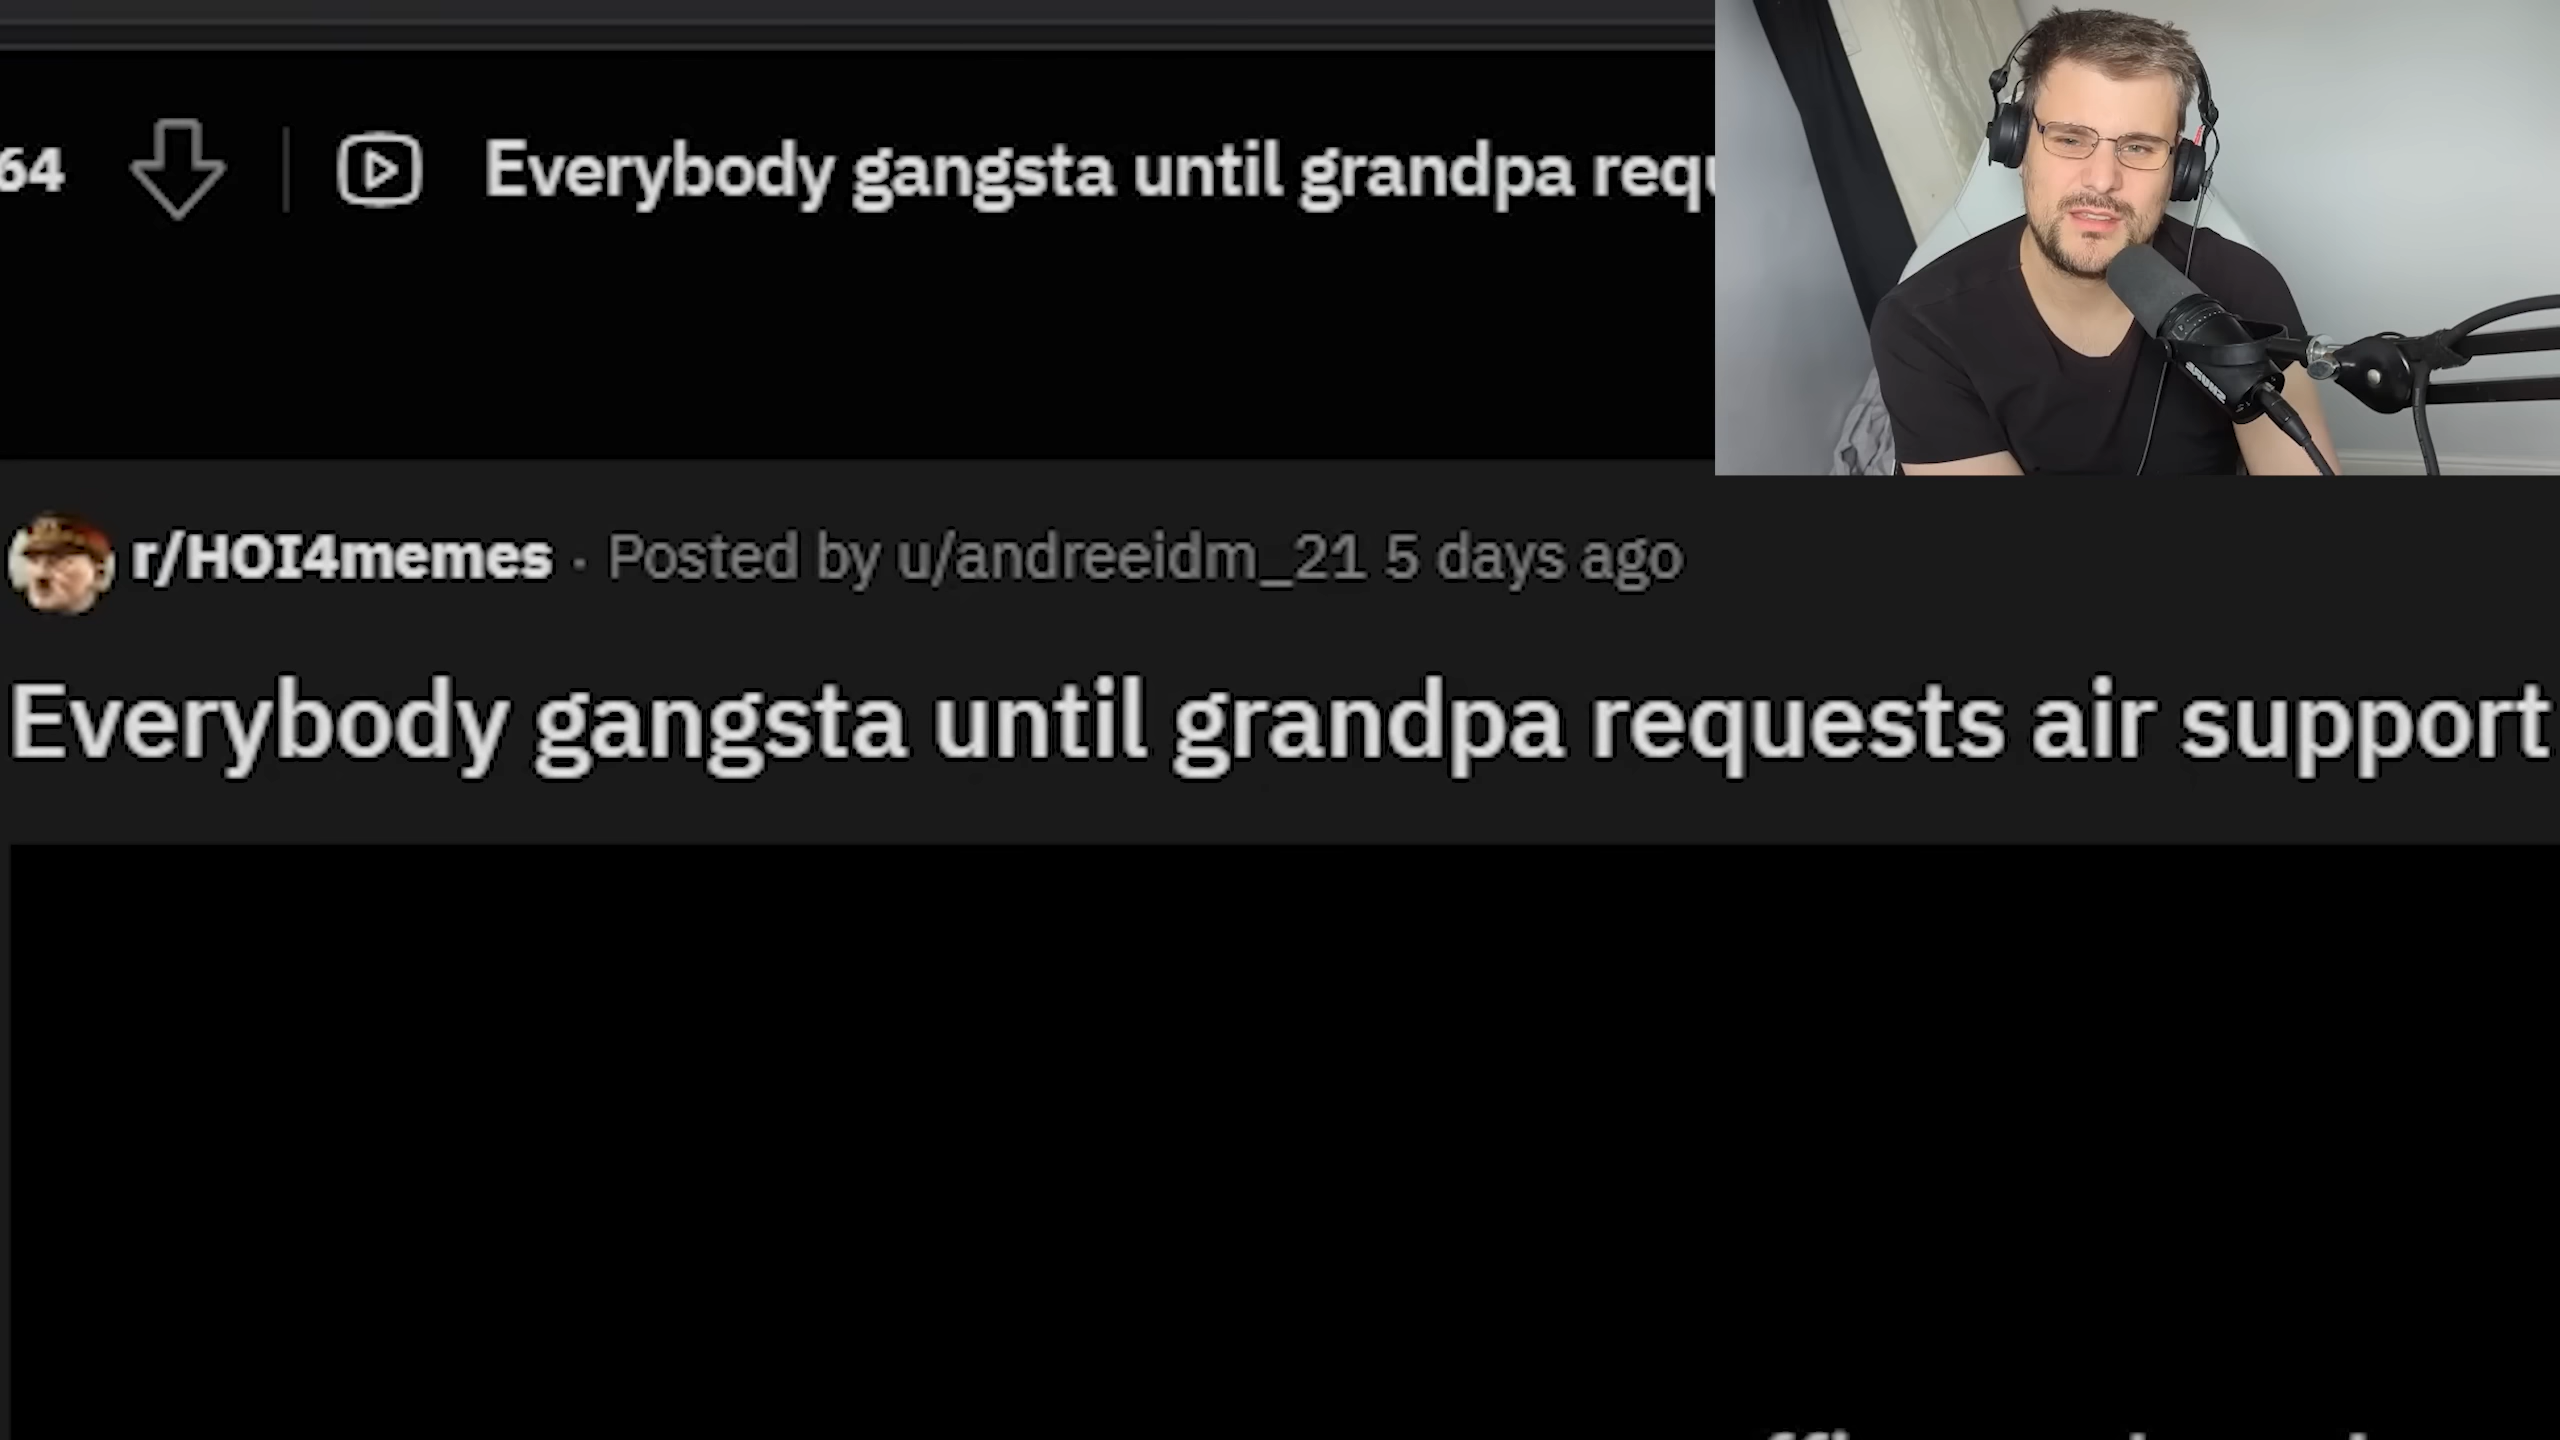 64
Everybody gangsta until grandpa requ
r/HOI4memes · Posted by u/andreeidm_21 5 days ago
Everybody gangsta until grandpa requests air support